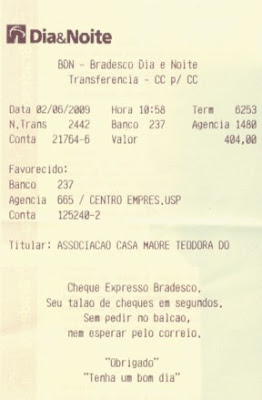 Dia&Noite
BDN - Bradesco Dia e Noite
Transferencia - CC p/ CC
Data 02/06/2009 Hora 10:58 Term 6253
N.Trans 2442 Banco 237 Agencia 1480
Conta 21764-6 Valor 404,00
Favorecido:
Banco 237
Agencia 665 / CENTRO EMPRES.USP
Conta 125240-2
Titular: ASSOCIACAO CASA MADRE TEODORA DO
Cheque Expresso Bradesco.
Seu talao de cheques em segundos.
Sem pedir no balcao,
nem esperar pelo correio.
"Obrigado"
"Tenha um bom dia"